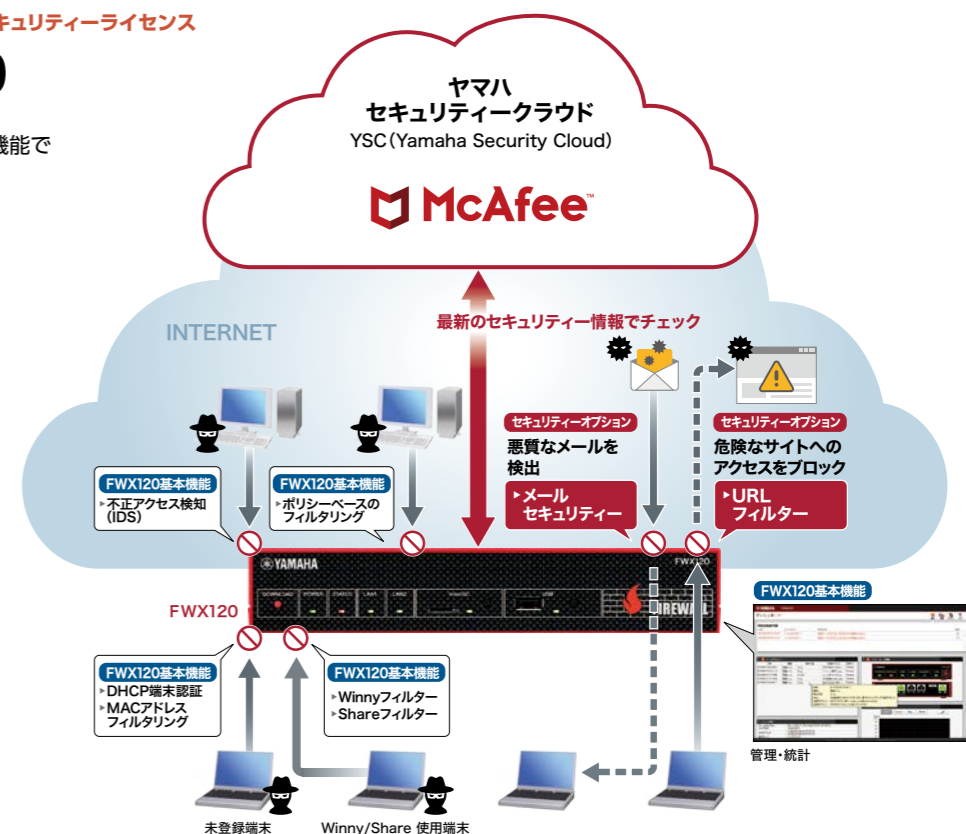 キュリティーライセンス
機能で
ヤマハ
セキュリティークラウド
YSC(Yamaha Security Cloud)
McAfee™
INTERNET
最新のセキュリティー情報でチェック
セキュリティーオプション
悪質なメールを
検出
▶メール
セキュリティー
セキュリティーオプション
危険なサイトへの
アクセスをブロック
▶URL
フィルター
FWX120基本機能
▶不正アクセス検知
(IDS)
FWX120基本機能
▶ポリシーベースの
フィルタリング
YAMAHA
FWX120
DOWNLOAD POWER STATUS LAN1 LAN2 microSD USB
FIREWALL
FWX120
FWX120基本機能
管理・統計
FWX120基本機能
▶DHCP端末認証
▶MACアドレス
フィルタリング
FWX120基本機能
▶Winnyフィルター
▶Shareフィルター
未登録端末
Winny/Share 使用端末